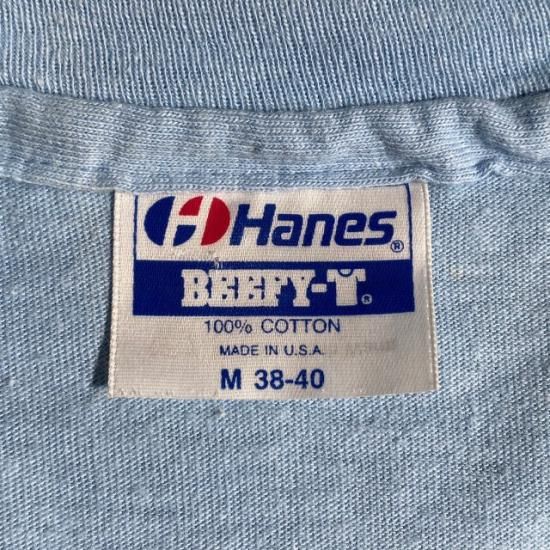 Hanes®
BEEFY-T®
100% COTTON
MADE IN U.S.A.
M 38-40